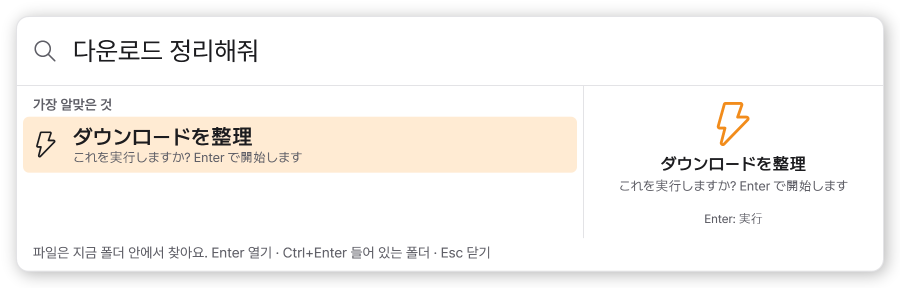 다운로드 정리해줘
가장 알맞은 것
ダウンロードを整理
これを実行しますか? Enter で開始します
ダウンロードを整理
これを実行しますか? Enter で開始します
Enter: 実行
파일은 지금 폴더 안에서 찾아요. Enter 열기 · Ctrl+Enter 들어 있는 폴더 · Esc 닫기